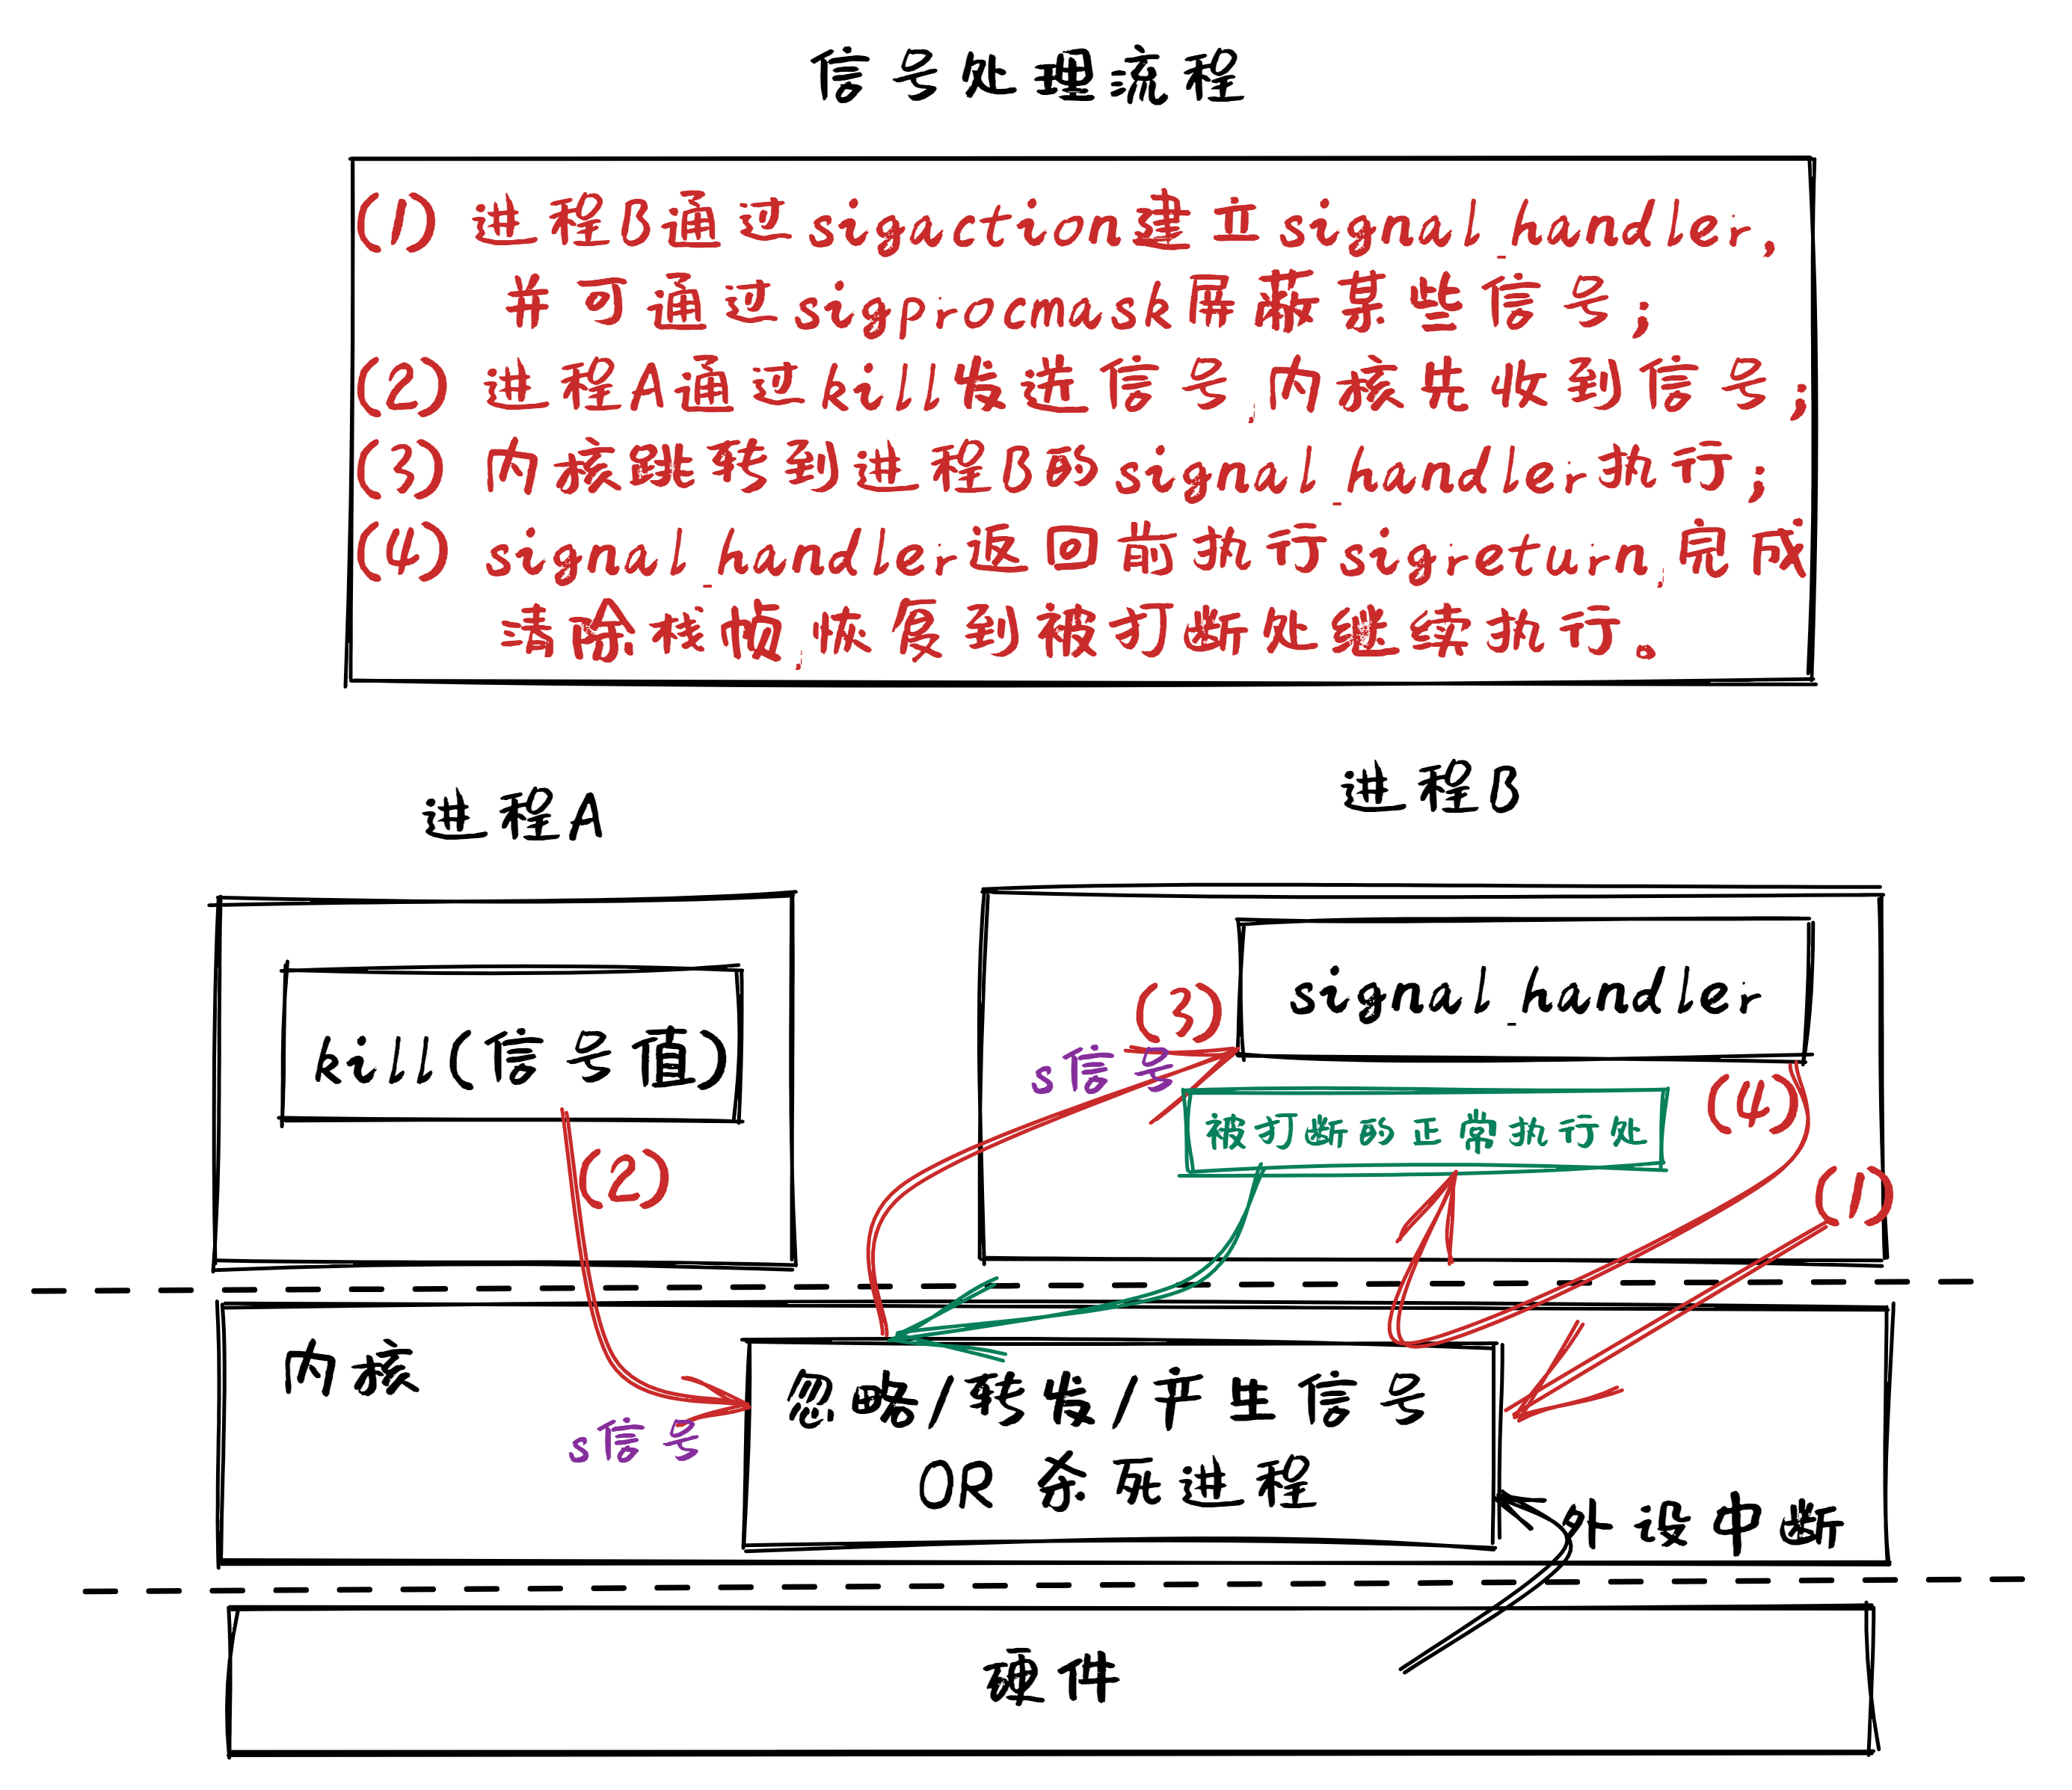 信号处理流程
(1) 进程B通过sigaction建立signal_handler,
并可通过sigprocmask屏蔽某些信号;
(2) 进程A通过kill发送信号,内核先收到信号;
(3) 内核跳转到进程B的signal_handler执行;
(4) signal_handler返回前执行sigreturn,完成
清除栈帧,恢复到被打断处继续执行。
进程A
进程B
kill(信号值)
signal_handler
(3)
s信号
被打断的正常执行处
(4)
(2)
(1)
内核
s信号
忽略/转发/产生信号
OR 杀死进程
外设中断
硬件